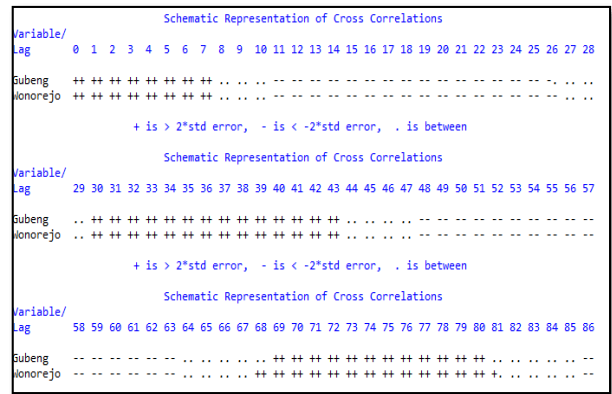 Schematic Representation of Cross Correlations
Variable/
Lag 0 1 2 3 4 5 6 7 8 9 10 11 12 13 14 15 16 17 18 19 20 21 22 23 24 25 26 27 28
Gubeng ++ ++ ++ ++ ++ ++ ++ ++ .. .. .. -- -- -- -- -- -- -- -- -- -- -- -- -- -- -- -. .. ..
Wonorejo ++ ++ ++ ++ ++ ++ ++ ++ .. .. .. -- -- -- -- -- -- -- -- -- -- -- -- -- -- -- -- .. ..
+ is > 2*std error, - is < -2*std error, . is between
Schematic Representation of Cross Correlations
Variable/
Lag 29 30 31 32 33 34 35 36 37 38 39 40 41 42 43 44 45 46 47 48 49 50 51 52 53 54 55 56 57
Gubeng .. ++ ++ ++ ++ ++ ++ ++ ++ ++ ++ ++ ++ ++ ++ .. .. .. .. -- -- -- -- -- -- -- -- -- --
Wonorejo .. ++ ++ ++ ++ ++ ++ ++ ++ ++ ++ ++ ++ ++ ++ .. .. .. .. -- -- -- -- -- -- -- -- -- --
+ is > 2*std error, - is < -2*std error, . is between
Schematic Representation of Cross Correlations
Variable/
Lag 58 59 60 61 62 63 64 65 66 67 68 69 70 71 72 73 74 75 76 77 78 79 80 81 82 83 84 85 86
Gubeng -- -- -- -- -- -- .. .. .. .. .. ++ ++ ++ ++ ++ ++ ++ ++ ++ ++ ++ ++ .. .. .. .. .. --
Wonorejo -- -- -- -- -- -- .. .. .. .. ++ ++ ++ ++ ++ ++ ++ ++ ++ ++ ++ ++ ++ +. .. .. .. .. --